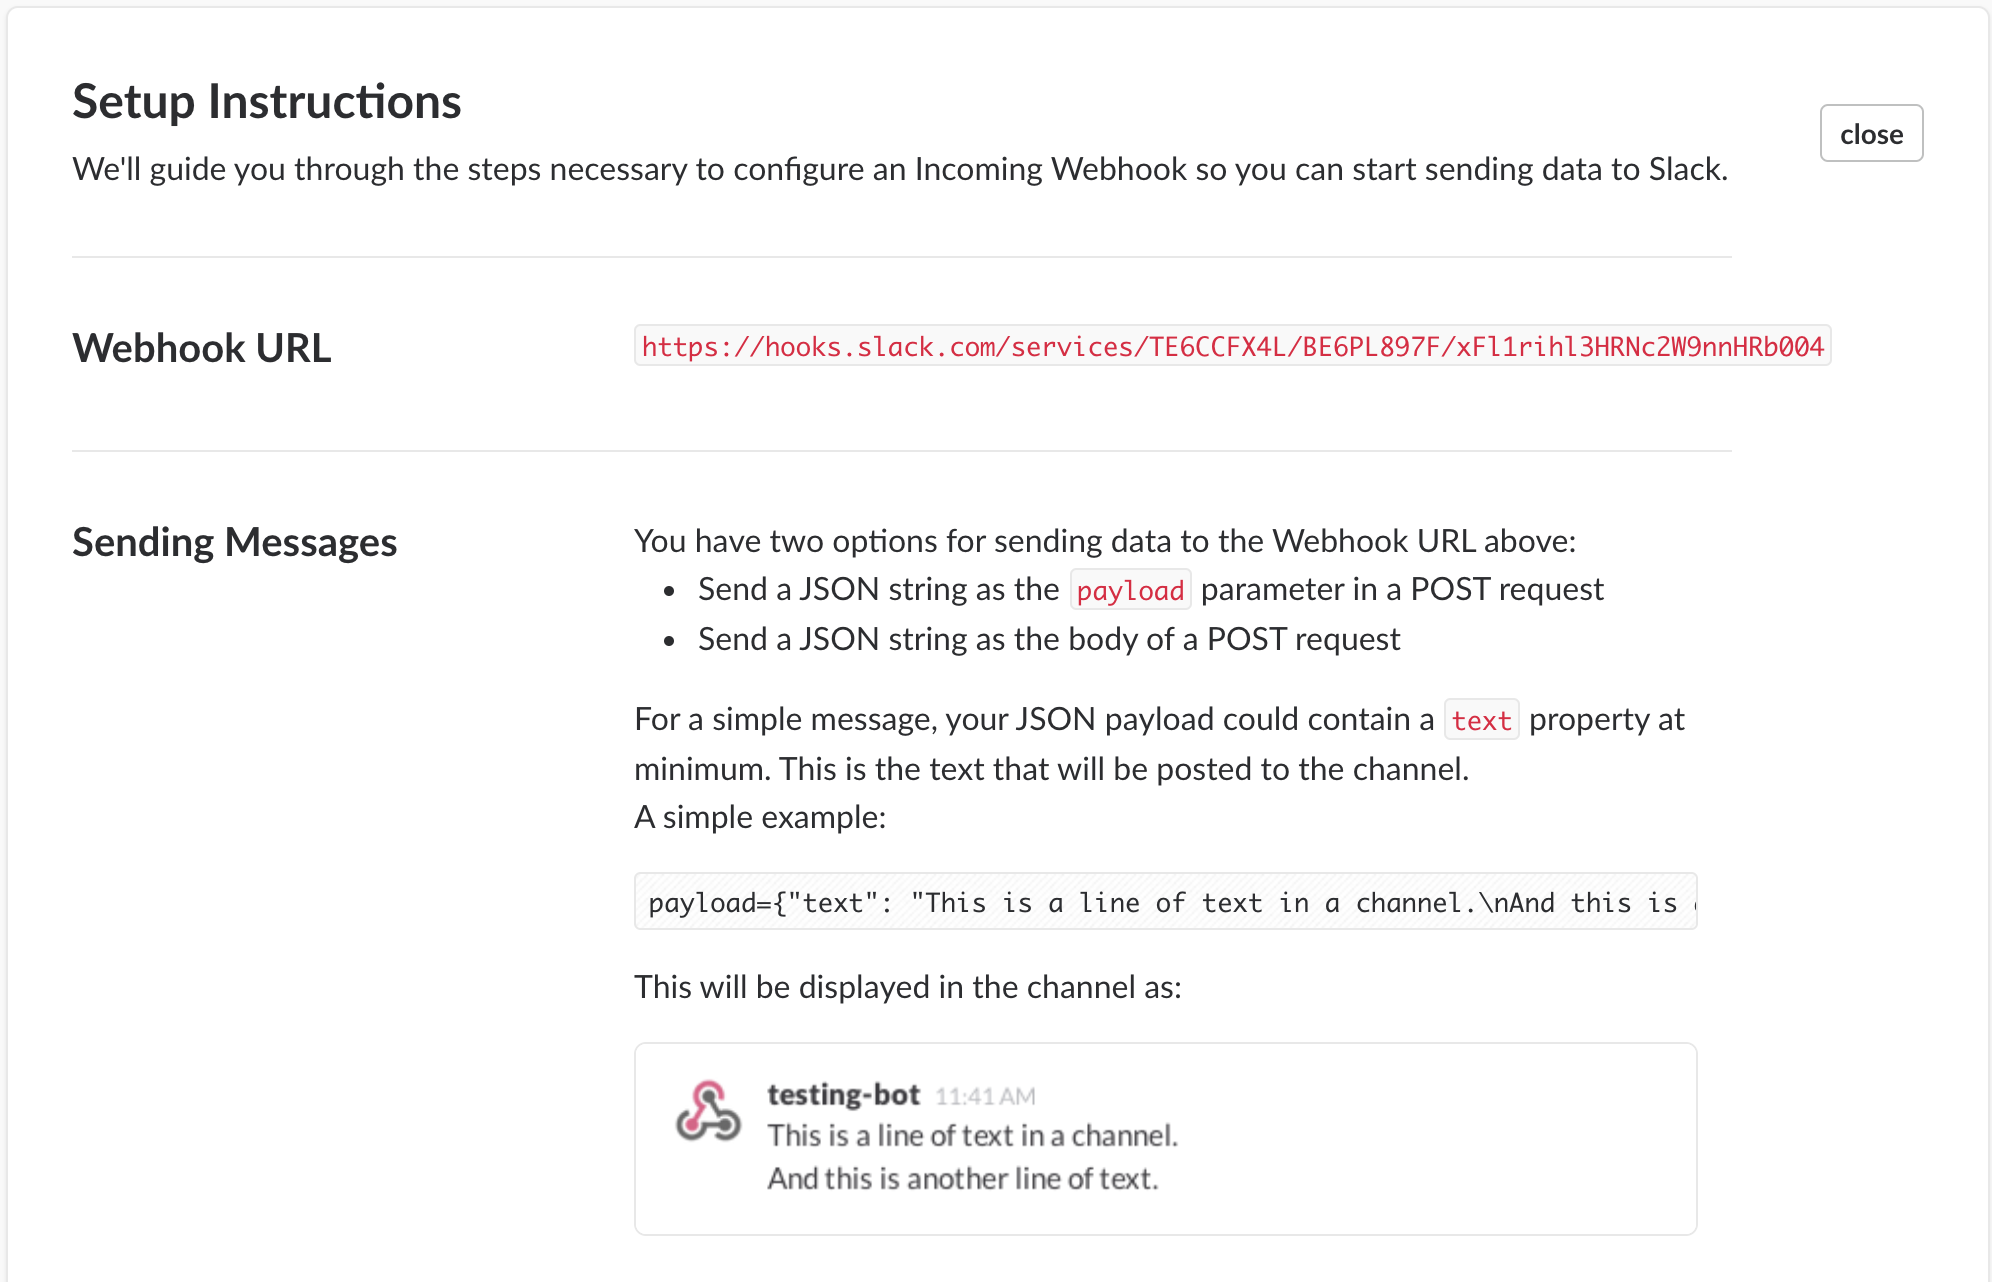 Setup Instructions
close
We'll guide you through the steps necessary to configure an Incoming Webhook so you can start sending data to Slack.
Webhook URL
https://hooks.slack.com/services/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
Sending Messages
You have two options for sending data to the Webhook URL above:
• Send a JSON string as the payload parameter in a POST request
• Send a JSON string as the body of a POST request
For a simple message, your JSON payload could contain a text property at
minimum. This is the text that will be posted to the channel.
A simple example:
payload={"text": "This is a line of text in a channel.\nAnd this is
This will be displayed in the channel as:
testing-bot 11:41 AM
This is a line of text in a channel.
And this is another line of text.